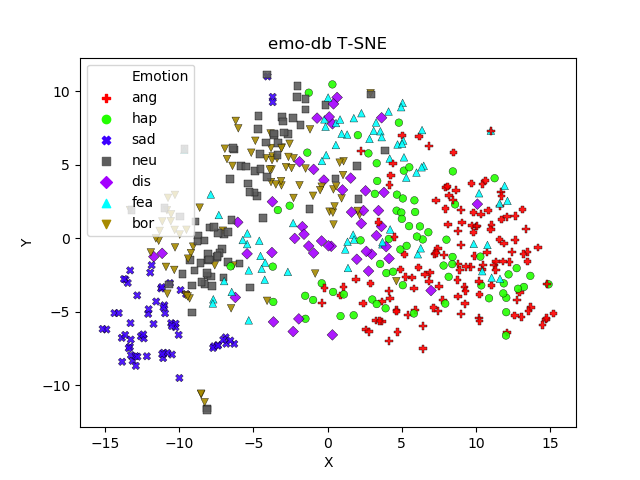 emo-db T-SNE
Emotion
ang
hap
sad
neu
dis
fea
bor
Y
10
5
0
−5
−10
−15
−10
−5
0
5
10
15
X